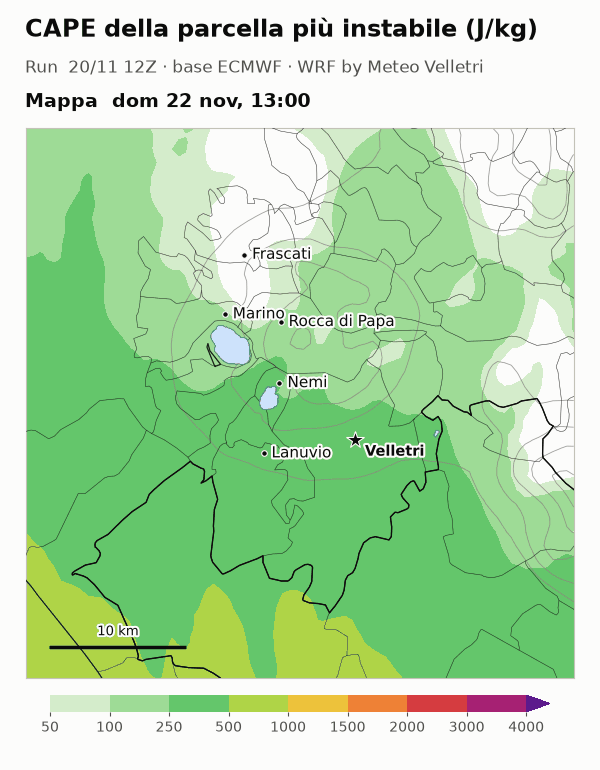 CAPE della parcella più instabile (J/kg)
Run  20/11 12Z · base ECMWF · WRF by Meteo Velletri
Mappa  dom 22 nov, 13:00
Frascati
Marino
Rocca di Papa
Nemi
Velletri
Lanuvio
10 km
50 100 250 500 1000 1500 2000 3000 4000